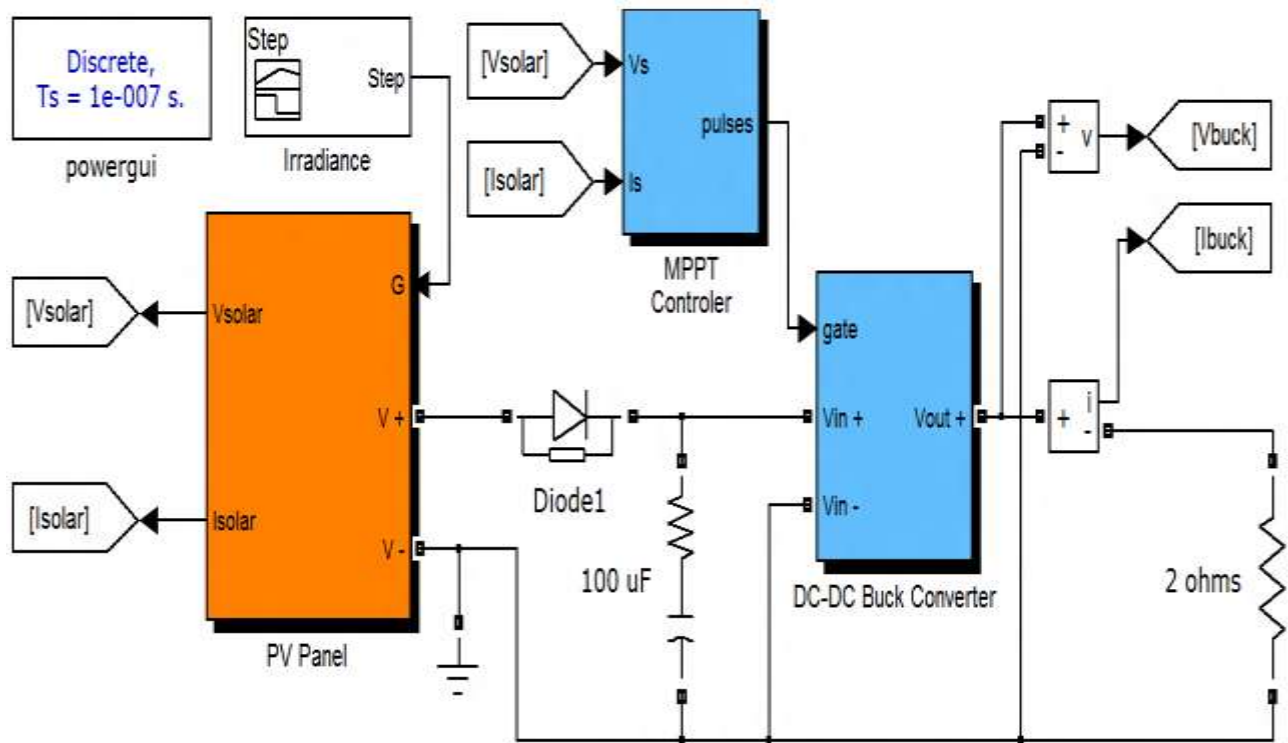 Discrete,
Ts = 1e-007 s.
powergui
Step
Step
Irradiance
[Vsolar]
[Isolar]
Vs
Is
pulses
MPPT
Controler
+
-
v
[Vbuck]
[Ibuck]
[Vsolar]
[Isolar]
G
Vsolar
Isolar
V +
V -
PV Panel
Diode1
100 uF
gate
Vin +
Vin -
Vout +
DC-DC Buck Converter
+
i
-
2 ohms